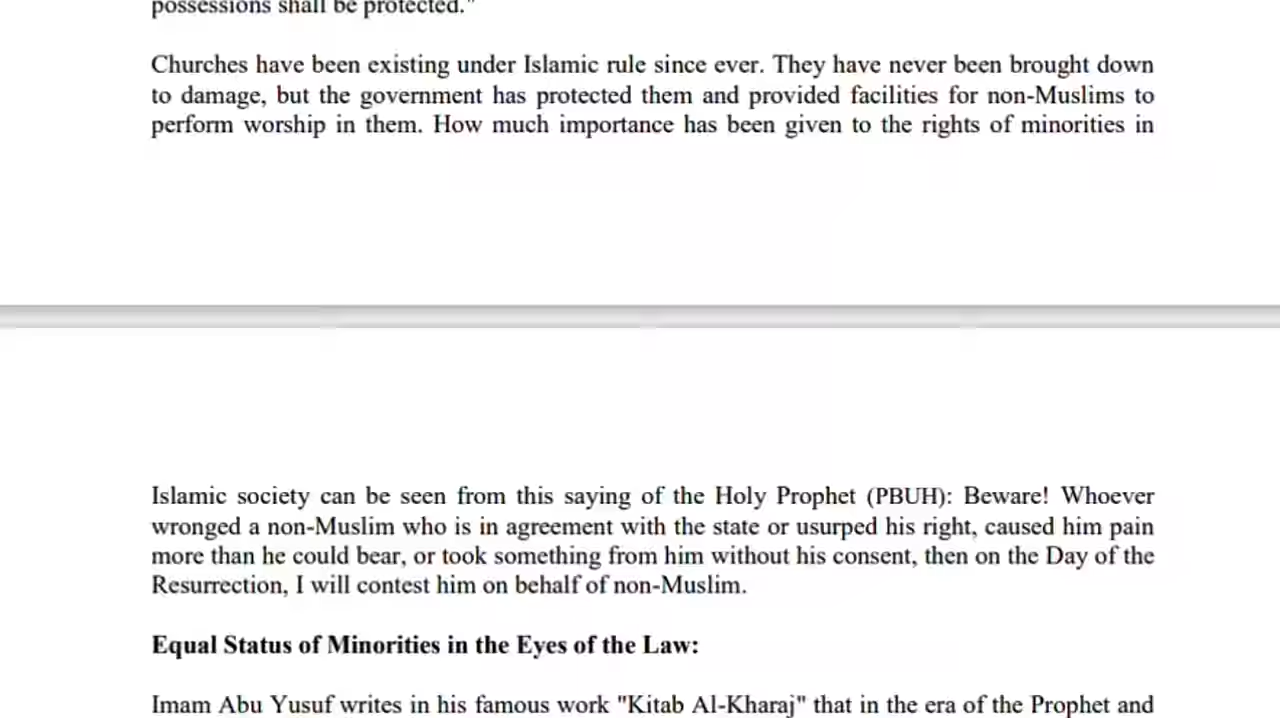 possessions shall be protected."
Churches have been existing under Islamic rule since ever. They have never been brought down
to damage, but the government has protected them and provided facilities for non-Muslims to
perform worship in them. How much importance has been given to the rights of minorities in
Islamic society can be seen from this saying of the Holy Prophet (PBUH): Beware! Whoever
wronged a non-Muslim who is in agreement with the state or usurped his right, caused him pain
more than he could bear, or took something from him without his consent, then on the Day of the
Resurrection, I will contest him on behalf of non-Muslim.
Equal Status of Minorities in the Eyes of the Law:
Imam Abu Yusuf writes in his famous work "Kitab Al-Kharaj" that in the era of the Prophet and